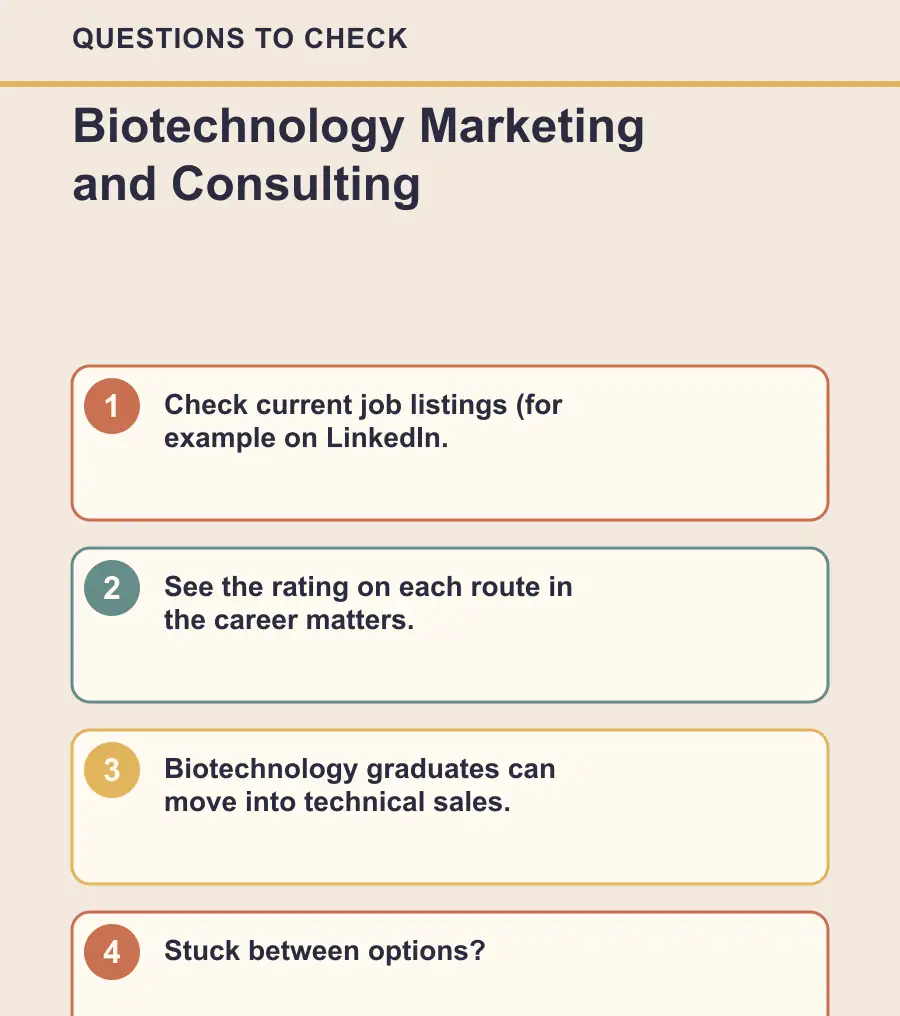 QUESTIONS TO CHECK
Biotechnology Marketing
and Consulting
1
Check current job listings (for
example on LinkedIn.
2
See the rating on each route in
the career matters.
3
Biotechnology graduates can
move into technical sales.
4
Stuck between options?